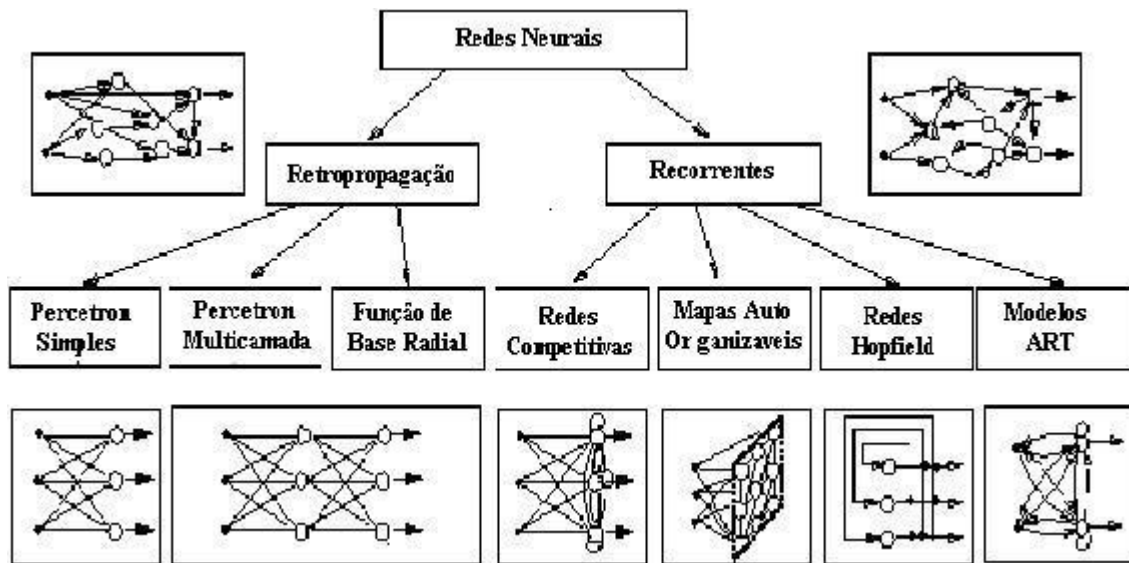 Redes Neurais
Retropropagação
Recorrentes
Percetron
Simples
Percetron
Multicamada
Função de
Base Radial
Redes
Competitivas
Mapas Auto
Or ganizaveis
Redes
Hopfield
Modelos
ART